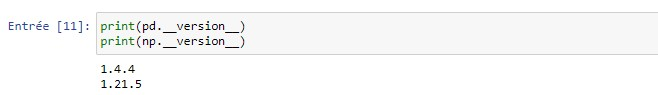 Entrée [11]: print(pd.__version__)
print(np.__version__)
1.4.4
1.21.5